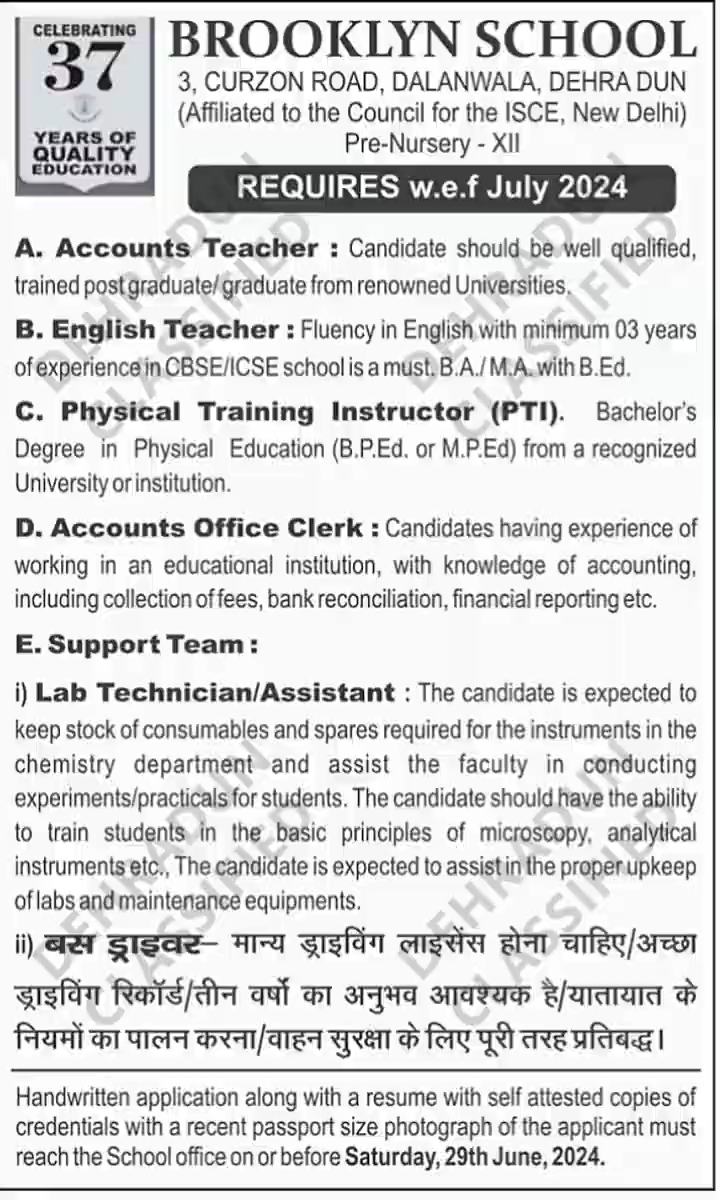 CELEBRATING
37
YEARS OF
QUALITY
EDUCATION
BROOKLYN SCHOOL
3, CURZON ROAD, DALANWALA, DEHRA DUN
(Affiliated to the Council for the ISCE, New Delhi)
Pre-Nursery - XII
REQUIRES w.e.f July 2024
A. Accounts Teacher : Candidate should be well qualified,
trained post graduate/ graduate from renowned Universities.
B. English Teacher : Fluency in English with minimum 03 years
of experience in CBSE/ICSE school is a must. B.A./ M.A. with B.Ed.
C. Physical Training Instructor (PTI). Bachelor's
Degree in Physical Education (B.P.Ed. or M.P.Ed) from a recognized
University or institution.
D. Accounts Office Clerk : Candidates having experience of
working in an educational institution, with knowledge of accounting,
including collection of fees, bank reconciliation, financial reporting etc.
E. Support Team :
i) Lab Technician/Assistant : The candidate is expected to
keep stock of consumables and spares required for the instruments in the
chemistry department and assist the faculty in conducting
experiments/practicals for students. The candidate should have the ability
to train students in the basic principles of microscopy, analytical
instruments etc., The candidate is expected to assist in the proper upkeep
of labs and maintenance equipments.
ii) बस ड्राइवर– मान्य ड्राइविंग लाइसेंस होना चाहिए/अच्छा
ड्राइविंग रिकॉर्ड/तीन वर्षो का अनुभव आवश्यक है/यातायात के
नियमों का पालन करना/वाहन सुरक्षा के लिए पूरी तरह प्रतिबद्ध।
Handwritten application along with a resume with self attested copies of
credentials with a recent passport size photograph of the applicant must
reach the School office on or before Saturday, 29th June, 2024.
DEHRADUN
CLASSIFIED
DEHRADUN
CLASSIFIED
DEHRADUN
CLASSIFIED
DEHRADUN
CLASSIFIED